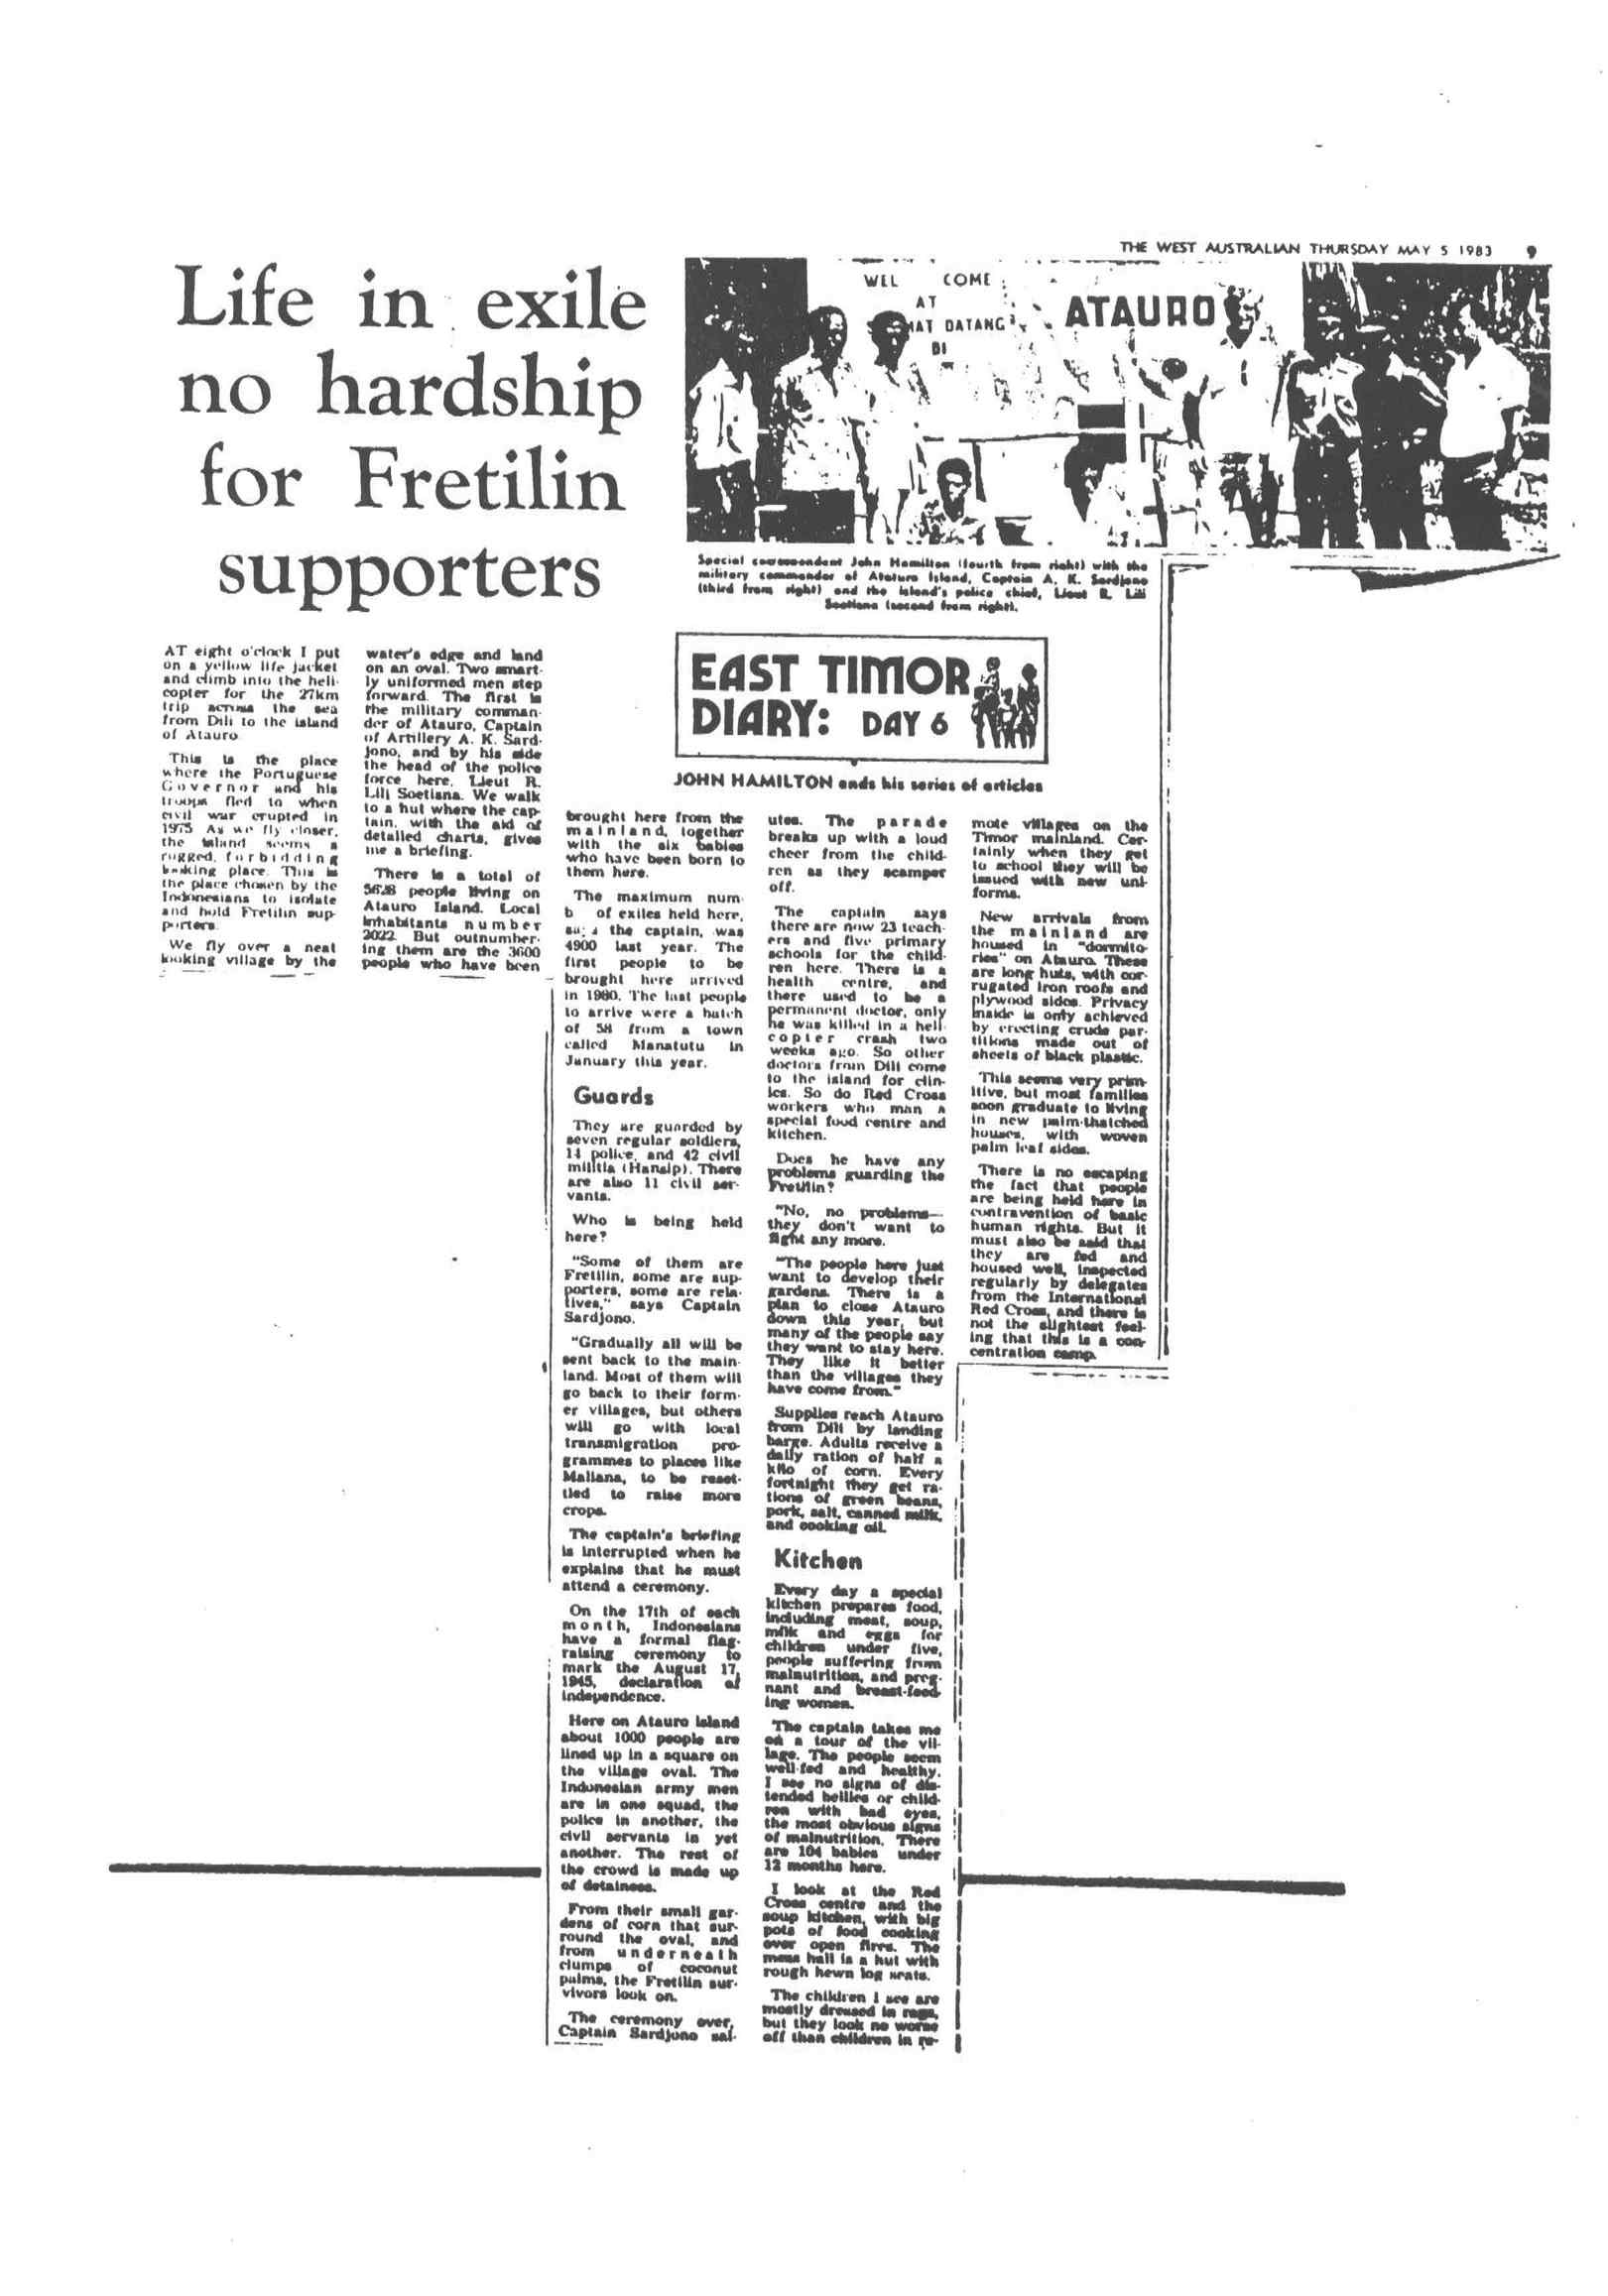 THE WEST AUSTRALIAN THURSDAY MAY 5 1983 9
Life in exile
no hardship
for Fretilin
supporters
WEL COME
AT
MAT DATANG
DI
ATAURO
Special correspondent John Hamilton (fourth from right) with the
military commander of Atature Island, Captain A. K. Sardjono
(third from right) and the island's police chief, Lieut R. Lili
Soetiana (second from right).
EAST TIMOR
DIARY: DAY 6
JOHN HAMILTON ends his series of articles
AT eight o'clock I put
on a yellow life jacket
and climb into the heli-
copter for the 27km
trip across the sea
from Dili to the island
of Atauro
This is the place
where the Portuguese
Governor and his
troops fled to when
civil war erupted in
1975 As we fly closer,
the island seems a
rugged, forbidding
looking place. This is
the place chosen by the
Indonesians to isolate
and hold Fretilin sup-
porters.
We fly over a neat
looking village by the
water's edge and land
on an oval. Two smart-
ly uniformed men step
forward. The first is
the military comman-
der of Atauro, Captain
of Artillery A. K. Sard-
jono, and by his side
the head of the police
force here, Lieut R.
Lili Soetiana. We walk
to a hut where the cap-
tain, with the aid of
detailed charts, gives
me a briefing.
There is a total of
5628 people living on
Atauro Island. Local
inhabitants number
2022. But outnumber-
ing them are the 3600
people who have been
brought here from the
mainland, together
with the six babies
who have been born to
them here.
The maximum num-
b of exiles held here,
says the captain, was
4900 last year. The
first people to be
brought here arrived
in 1980. The last people
to arrive were a batch
of 58 from a town
called Manatutu in
January this year.
Guards
They are guarded by
seven regular soldiers,
14 police, and 42 civil
militia (Hansip). There
are also 11 civil ser-
vants.
Who is being held
here?
"Some of them are
Fretilin, some are sup-
porters, some are rela-
tives," says Captain
Sardjono.
"Gradually all will be
sent back to the main-
land. Most of them will
go back to their form-
er villages, but others
will go with local
transmigration pro-
grammes to places like
Maliana, to be reset-
tled to raise more
crops.
The captain's briefing
is interrupted when he
explains that he must
attend a ceremony.
On the 17th of each
month, Indonesians
have a formal flag-
raising ceremony to
mark the August 17,
1945, declaration of
independence.
Here on Atauro island
about 1000 people are
lined up in a square on
the village oval. The
Indonesian army men
are in one squad, the
police in another, the
civil servants in yet
another. The rest of
the crowd is made up
of detainees.
From their small gar-
dens of corn that sur-
round the oval, and
from underneath
clumps of coconut
palms, the Fretilin sur-
vivors look on.
The ceremony over,
Captain Sardjono sal-
utes. The parade
breaks up with a loud
cheer from the child-
ren as they scamper
off.
The captain says
there are now 23 teach-
ers and five primary
schools for the child-
ren here. There is a
health centre, and
there used to be a
permanent doctor, only
he was killed in a heli-
copter crash two
weeks ago. So other
doctors from Dili come
to the island for clin-
ics. So do Red Cross
workers who man a
special food centre and
kitchen.
Does he have any
problems guarding the
Fretilin?
"No, no problems—
they don't want to
fight any more.
"The people here just
want to develop their
gardens. There is a
plan to close Atauro
down this year, but
many of the people say
they want to stay here.
They like it better
than the villages they
have come from."
Supplies reach Atauro
from Dili by landing
barge. Adults receive a
daily ration of half a
kilo of corn. Every
fortnight they get ra-
tions of green beans,
pork, salt, canned milk,
and cooking oil.
Kitchen
Every day a special
kitchen prepares food,
including meat, soup,
milk and eggs for
children under five,
people suffering from
malnutrition, and preg-
nant and breast-feed-
ing women.
The captain takes me
on a tour of the vil-
lage. The people seem
well-fed and healthy.
I see no signs of dis-
tended bellies or child-
ren with bad eyes,
the most obvious signs
of malnutrition. There
are 104 babies under
12 months here.
I look at the Red
Cross centre and the
soup kitchen, with big
pots of food cooking
over open fires. The
mess hall is a hut with
rough hewn log seats.
The children I see are
mostly dressed in rags,
but they look no worse
off than children in re-
mote villages on the
Timor mainland. Cer-
tainly when they get
to school they will be
issued with new uni-
forms.
New arrivals from
the mainland are
housed in "dormito-
ries" on Atauro. These
are long huts, with cor-
rugated iron roofs and
plywood sides. Privacy
inside is only achieved
by erecting crude par-
titions made out of
sheets of black plastic.
This seems very prim-
itive, but most families
soon graduate to living
in new palm-thatched
houses, with woven
palm leaf sides.
There is no escaping
the fact that people
are being held here in
contravention of basic
human rights. But it
must also be said that
they are fed and
housed well, inspected
regularly by delegates
from the International
Red Cross, and there is
not the slightest feel-
ing that this is a con-
centration camp.